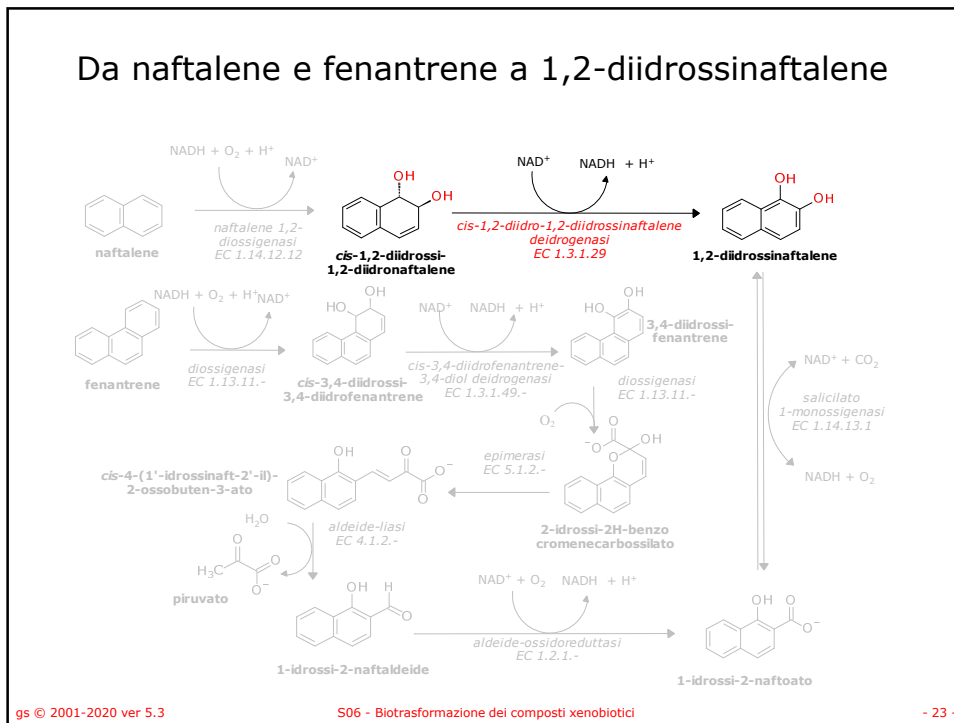 Da naftalene e fenantrene a 1,2-diidrossinaftalene
NADH + O₂ + H⁺
NAD⁺
naftalene
naftalene 1,2-
diossigenasi
EC 1.14.12.12
OH
OH
cis-1,2-diidrossi-
1,2-diidronaftalene
NAD⁺
NADH + H⁺
cis-1,2-diidro-1,2-diidrossinaftalene
deidrogenasi
EC 1.3.1.29
OH
OH
1,2-diidrossinaftalene
NADH + O₂ + H⁺
NAD⁺
fenantrene
diossigenasi
EC 1.13.11.-
OH
HO
cis-3,4-diidrossi-
3,4-diidrofenantrene
NAD⁺
NADH + H⁺
cis-3,4-diidrofenantrene-
3,4-diol deidrogenasi
EC 1.3.1.49.-
OH
HO
3,4-diidrossi-
fenantrene
diossigenasi
EC 1.13.11.-
O₂
NAD⁺ + CO₂
salicilato
1-monossigenasi
EC 1.14.13.1
NADH + O₂
O
⁻O
OH
O
2-idrossi-2H-benzo
cromenecarbossilato
epimerasi
EC 5.1.2.-
cis-4-(1'-idrossinaft-2'-il)-
2-ossobuten-3-ato
OH
O
O⁻
O
H₂O
aldeide-liasi
EC 4.1.2.-
O
H₃C
O
O⁻
piruvato
OH
H
O
1-idrossi-2-naftaldeide
NAD⁺ + O₂
NADH + H⁺
aldeide-ossidoreduttasi
EC 1.2.1.-
OH
O
O⁻
1-idrossi-2-naftoato
gs © 2001-2020 ver 5.3
S06 - Biotrasformazione dei composti xenobiotici
- 23 -